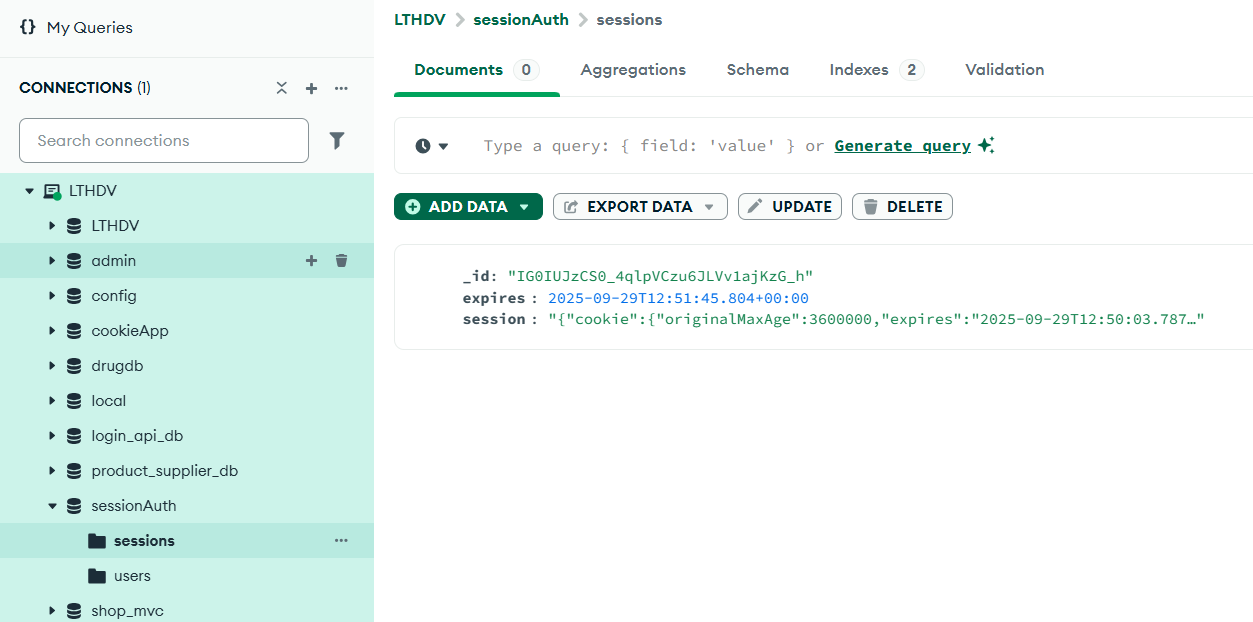 My Queries
CONNECTIONS (1)
Search connections
LTHDV
LTHDV
admin
config
cookieApp
drugdb
local
login_api_db
product_supplier_db
sessionAuth
sessions
users
shop_mvc
LTHDV > sessionAuth > sessions
Documents 0 Aggregations Schema Indexes 2 Validation
Type a query: { field: 'value' } or Generate query
ADD DATA EXPORT DATA UPDATE DELETE
_id: "IG0IUJzCS0_4qlpVCzu6JLVv1ajKzG_h"
expires : 2025-09-29T12:51:45.804+00:00
session : "{"cookie":{"originalMaxAge":3600000,"expires":"2025-09-29T12:50:03.787…"